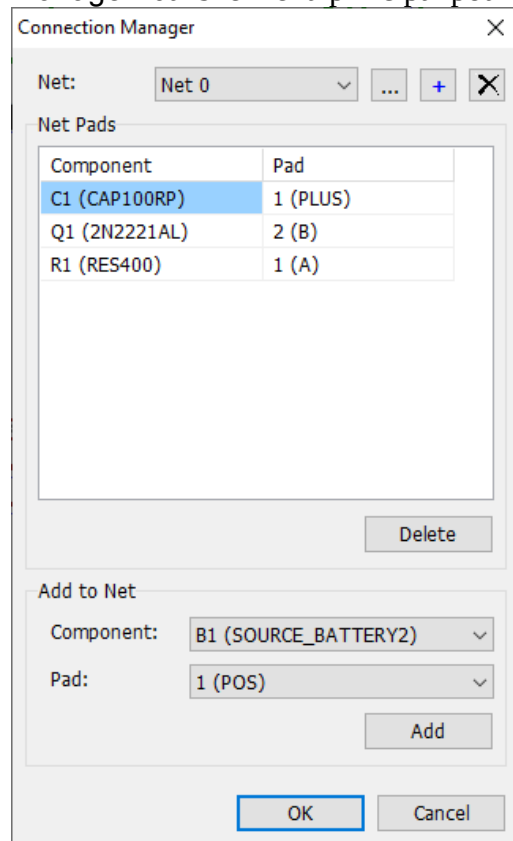 Connection Manager
Net: Net 0 ... +
Net Pads
Component Pad
C1 (CAP100RP) 1 (PLUS)
Q1 (2N2221AL) 2 (B)
R1 (RES400) 1 (A)
Delete
Add to Net
Component: B1 (SOURCE_BATTERY2)
Pad: 1 (POS)
Add
OK Cancel